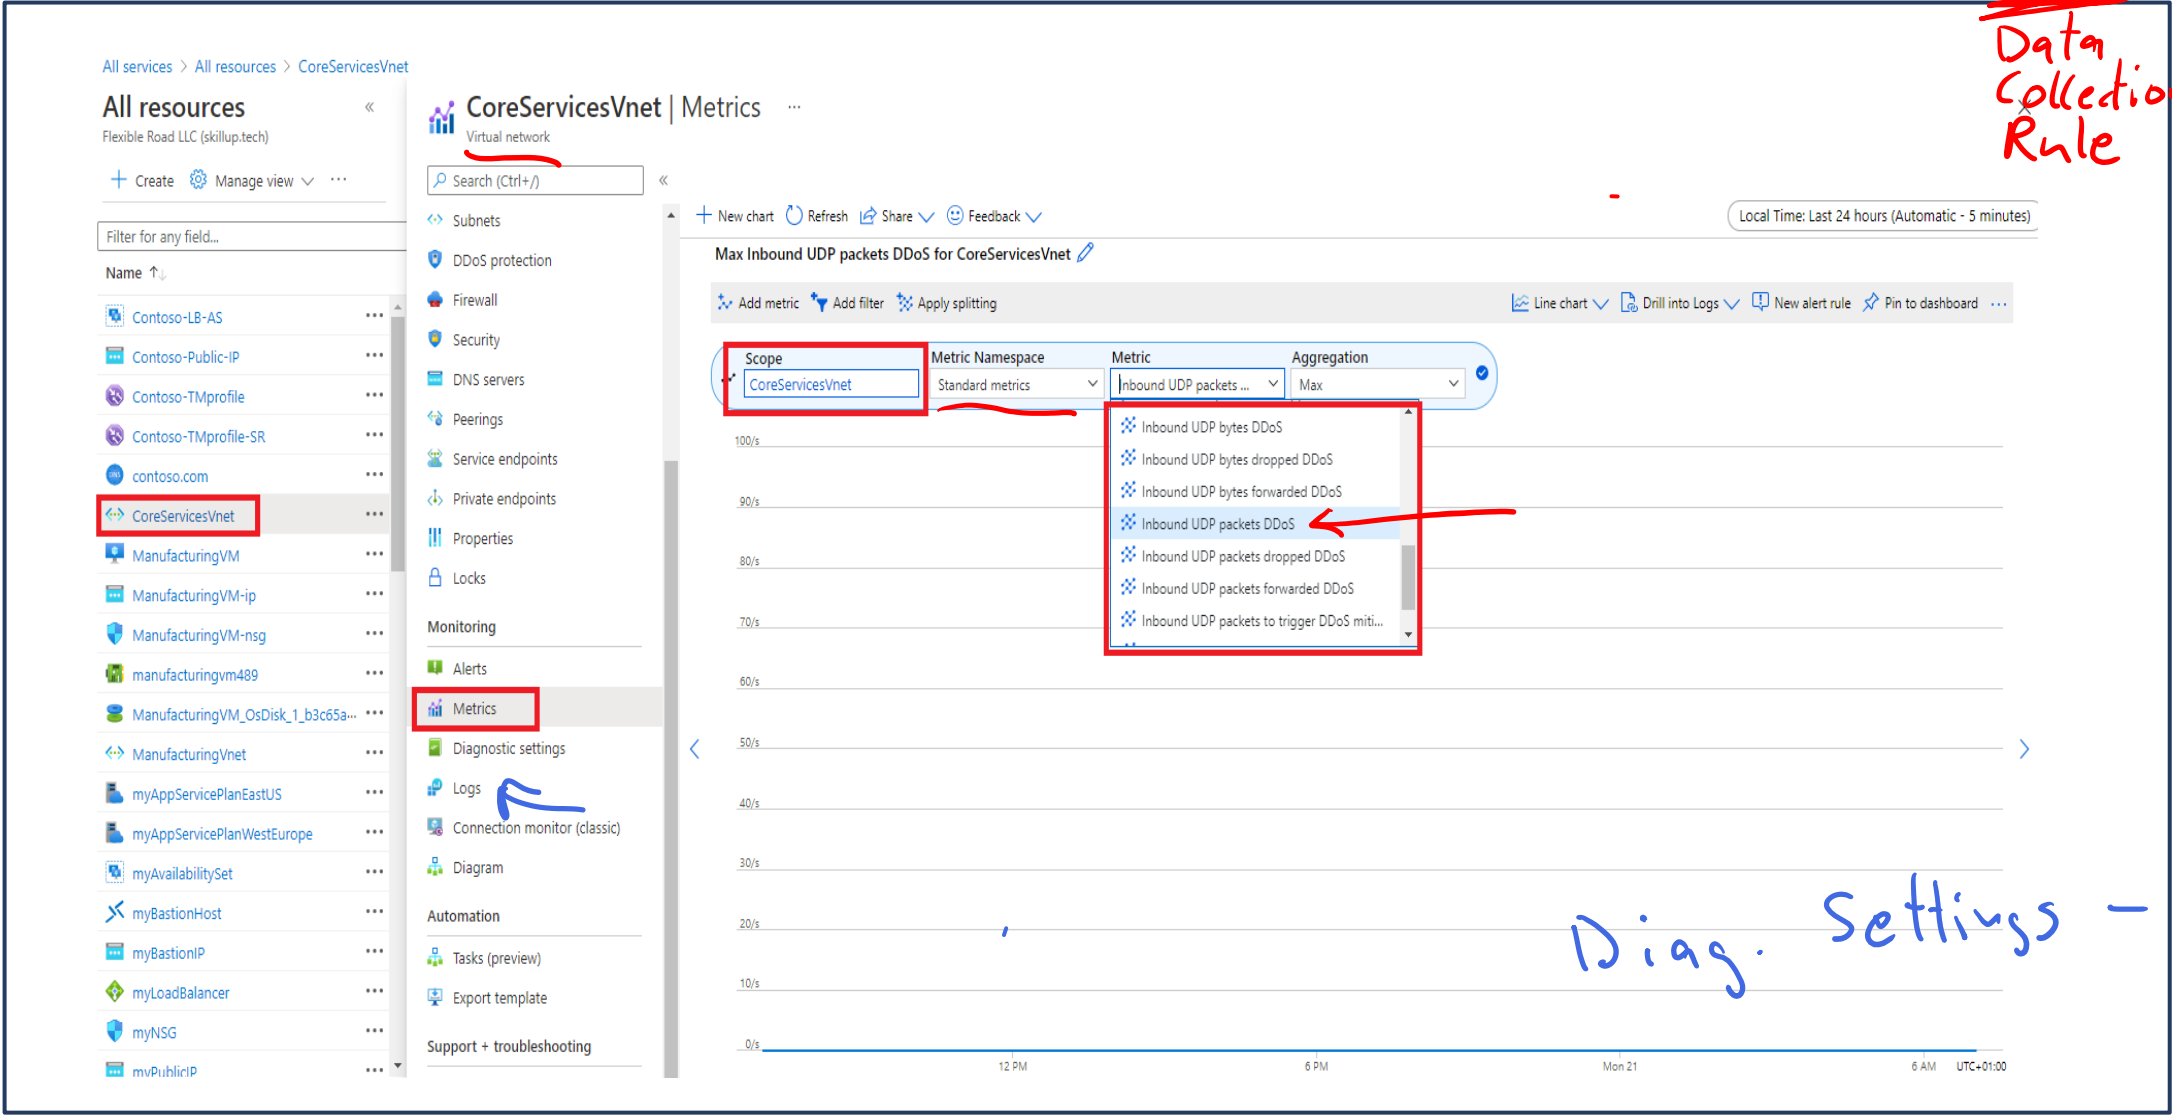 All services > All resources > CoreServicesVnet
All resources «
Flexible Road LLC (skillup.tech)
+ Create Manage view ···
Filter for any field...
Name ↑↓
Contoso-LB-AS ···
Contoso-Public-IP ···
Contoso-TMprofile ···
Contoso-TMprofile-SR ···
contoso.com ···
CoreServicesVnet ···
ManufacturingVM ···
ManufacturingVM-ip ···
ManufacturingVM-nsg ···
manufacturingvm489 ···
ManufacturingVM_OsDisk_1_b3c65a··· ···
ManufacturingVnet ···
myAppServicePlanEastUS ···
myAppServicePlanWestEurope ···
myAvailabilitySet ···
myBastionHost ···
myBastionIP ···
myLoadBalancer ···
myNSG ···
myPublicIP ···
CoreServicesVnet | Metrics ···
Virtual network
Search (Ctrl+/) «
Subnets
DDoS protection
Firewall
Security
DNS servers
Peerings
Service endpoints
Private endpoints
Properties
Locks
Monitoring
Alerts
Metrics
Diagnostic settings
Logs
Connection monitor (classic)
Diagram
Automation
Tasks (preview)
Export template
Support + troubleshooting
Data
Collectio
Rule
+ New chart Refresh Share Feedback
Local Time: Last 24 hours (Automatic - 5 minutes)
Max Inbound UDP packets DDoS for CoreServicesVnet
Add metric Add filter Apply splitting
Line chart Drill into Logs New alert rule Pin to dashboard ···
Scope Metric Namespace Metric Aggregation
CoreServicesVnet Standard metrics Inbound UDP packets ... Max
Inbound UDP bytes DDoS
Inbound UDP bytes dropped DDoS
Inbound UDP bytes forwarded DDoS
Inbound UDP packets DDoS
Inbound UDP packets dropped DDoS
Inbound UDP packets forwarded DDoS
Inbound UDP packets to trigger DDoS miti...
100/s
90/s
80/s
70/s
60/s
50/s
40/s
30/s
20/s
10/s
0/s
12 PM 6 PM Mon 21 6 AM UTC+01:00
Diag. Settings -